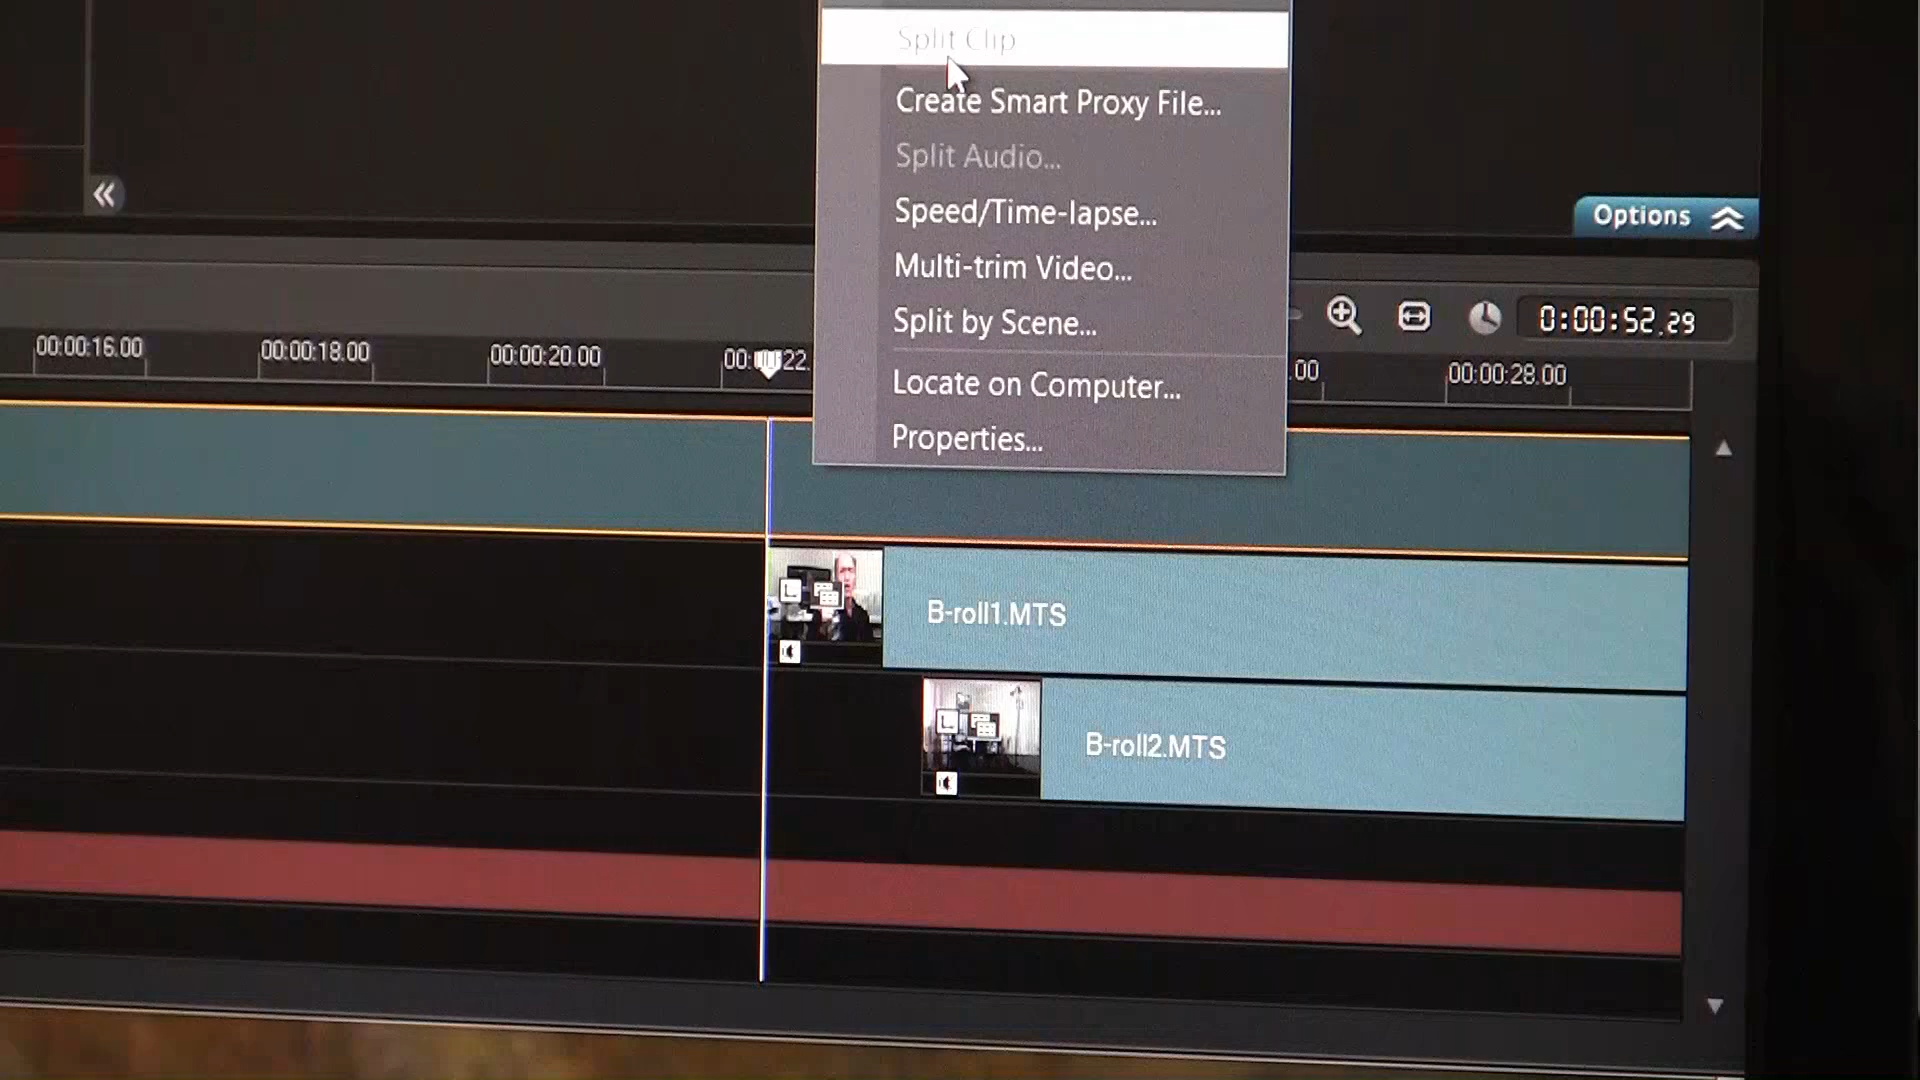 Split Clip
Create Smart Proxy File...
Split Audio...
Speed/Time-lapse...
Options
Multi-trim Video...
Split by Scene...
0:00:52.29
00:00:16.00
00:00:18.00
00:00:20.00
00:
22.
.00
00:00:28.00
Locate on Computer...
Properties...
B-roll1.MTS
B-roll2.MTS